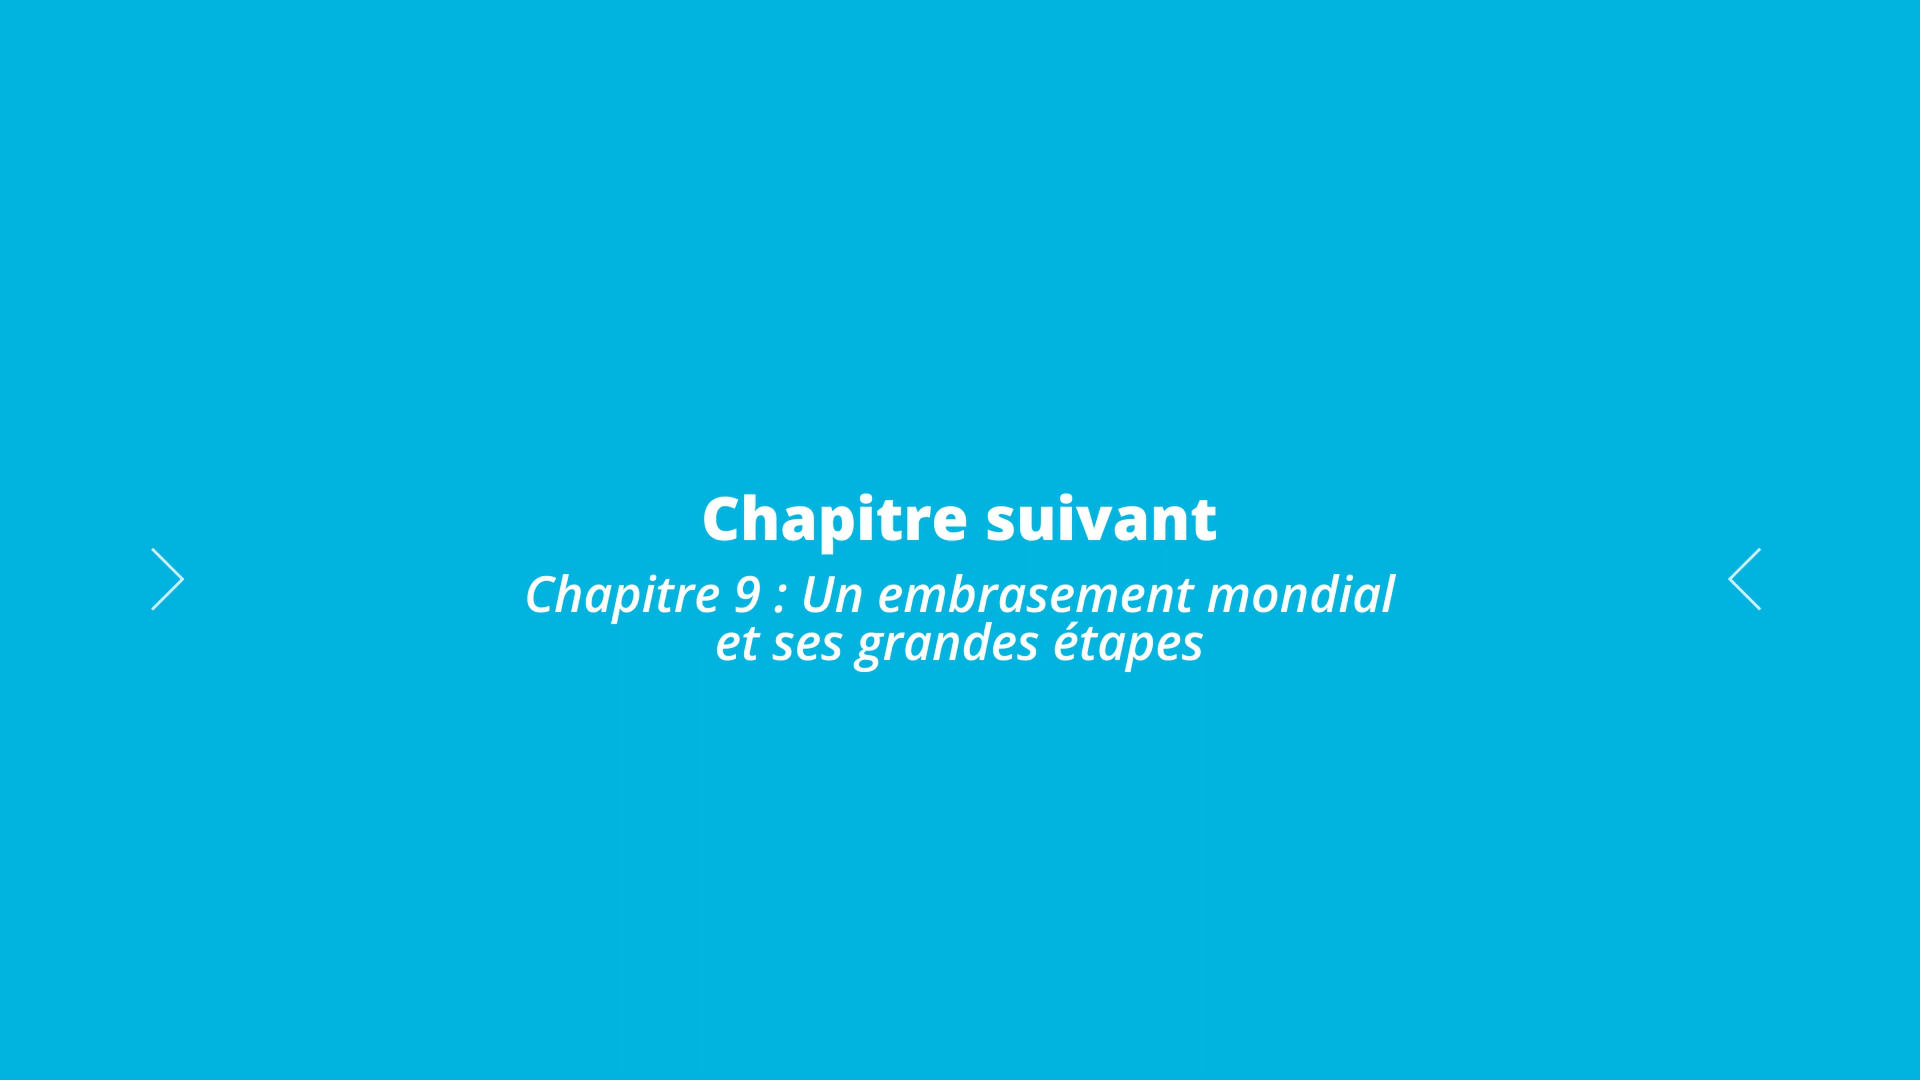 Chapitre suivant
Chapitre 9 : Un embrasement mondial
et ses grandes étapes